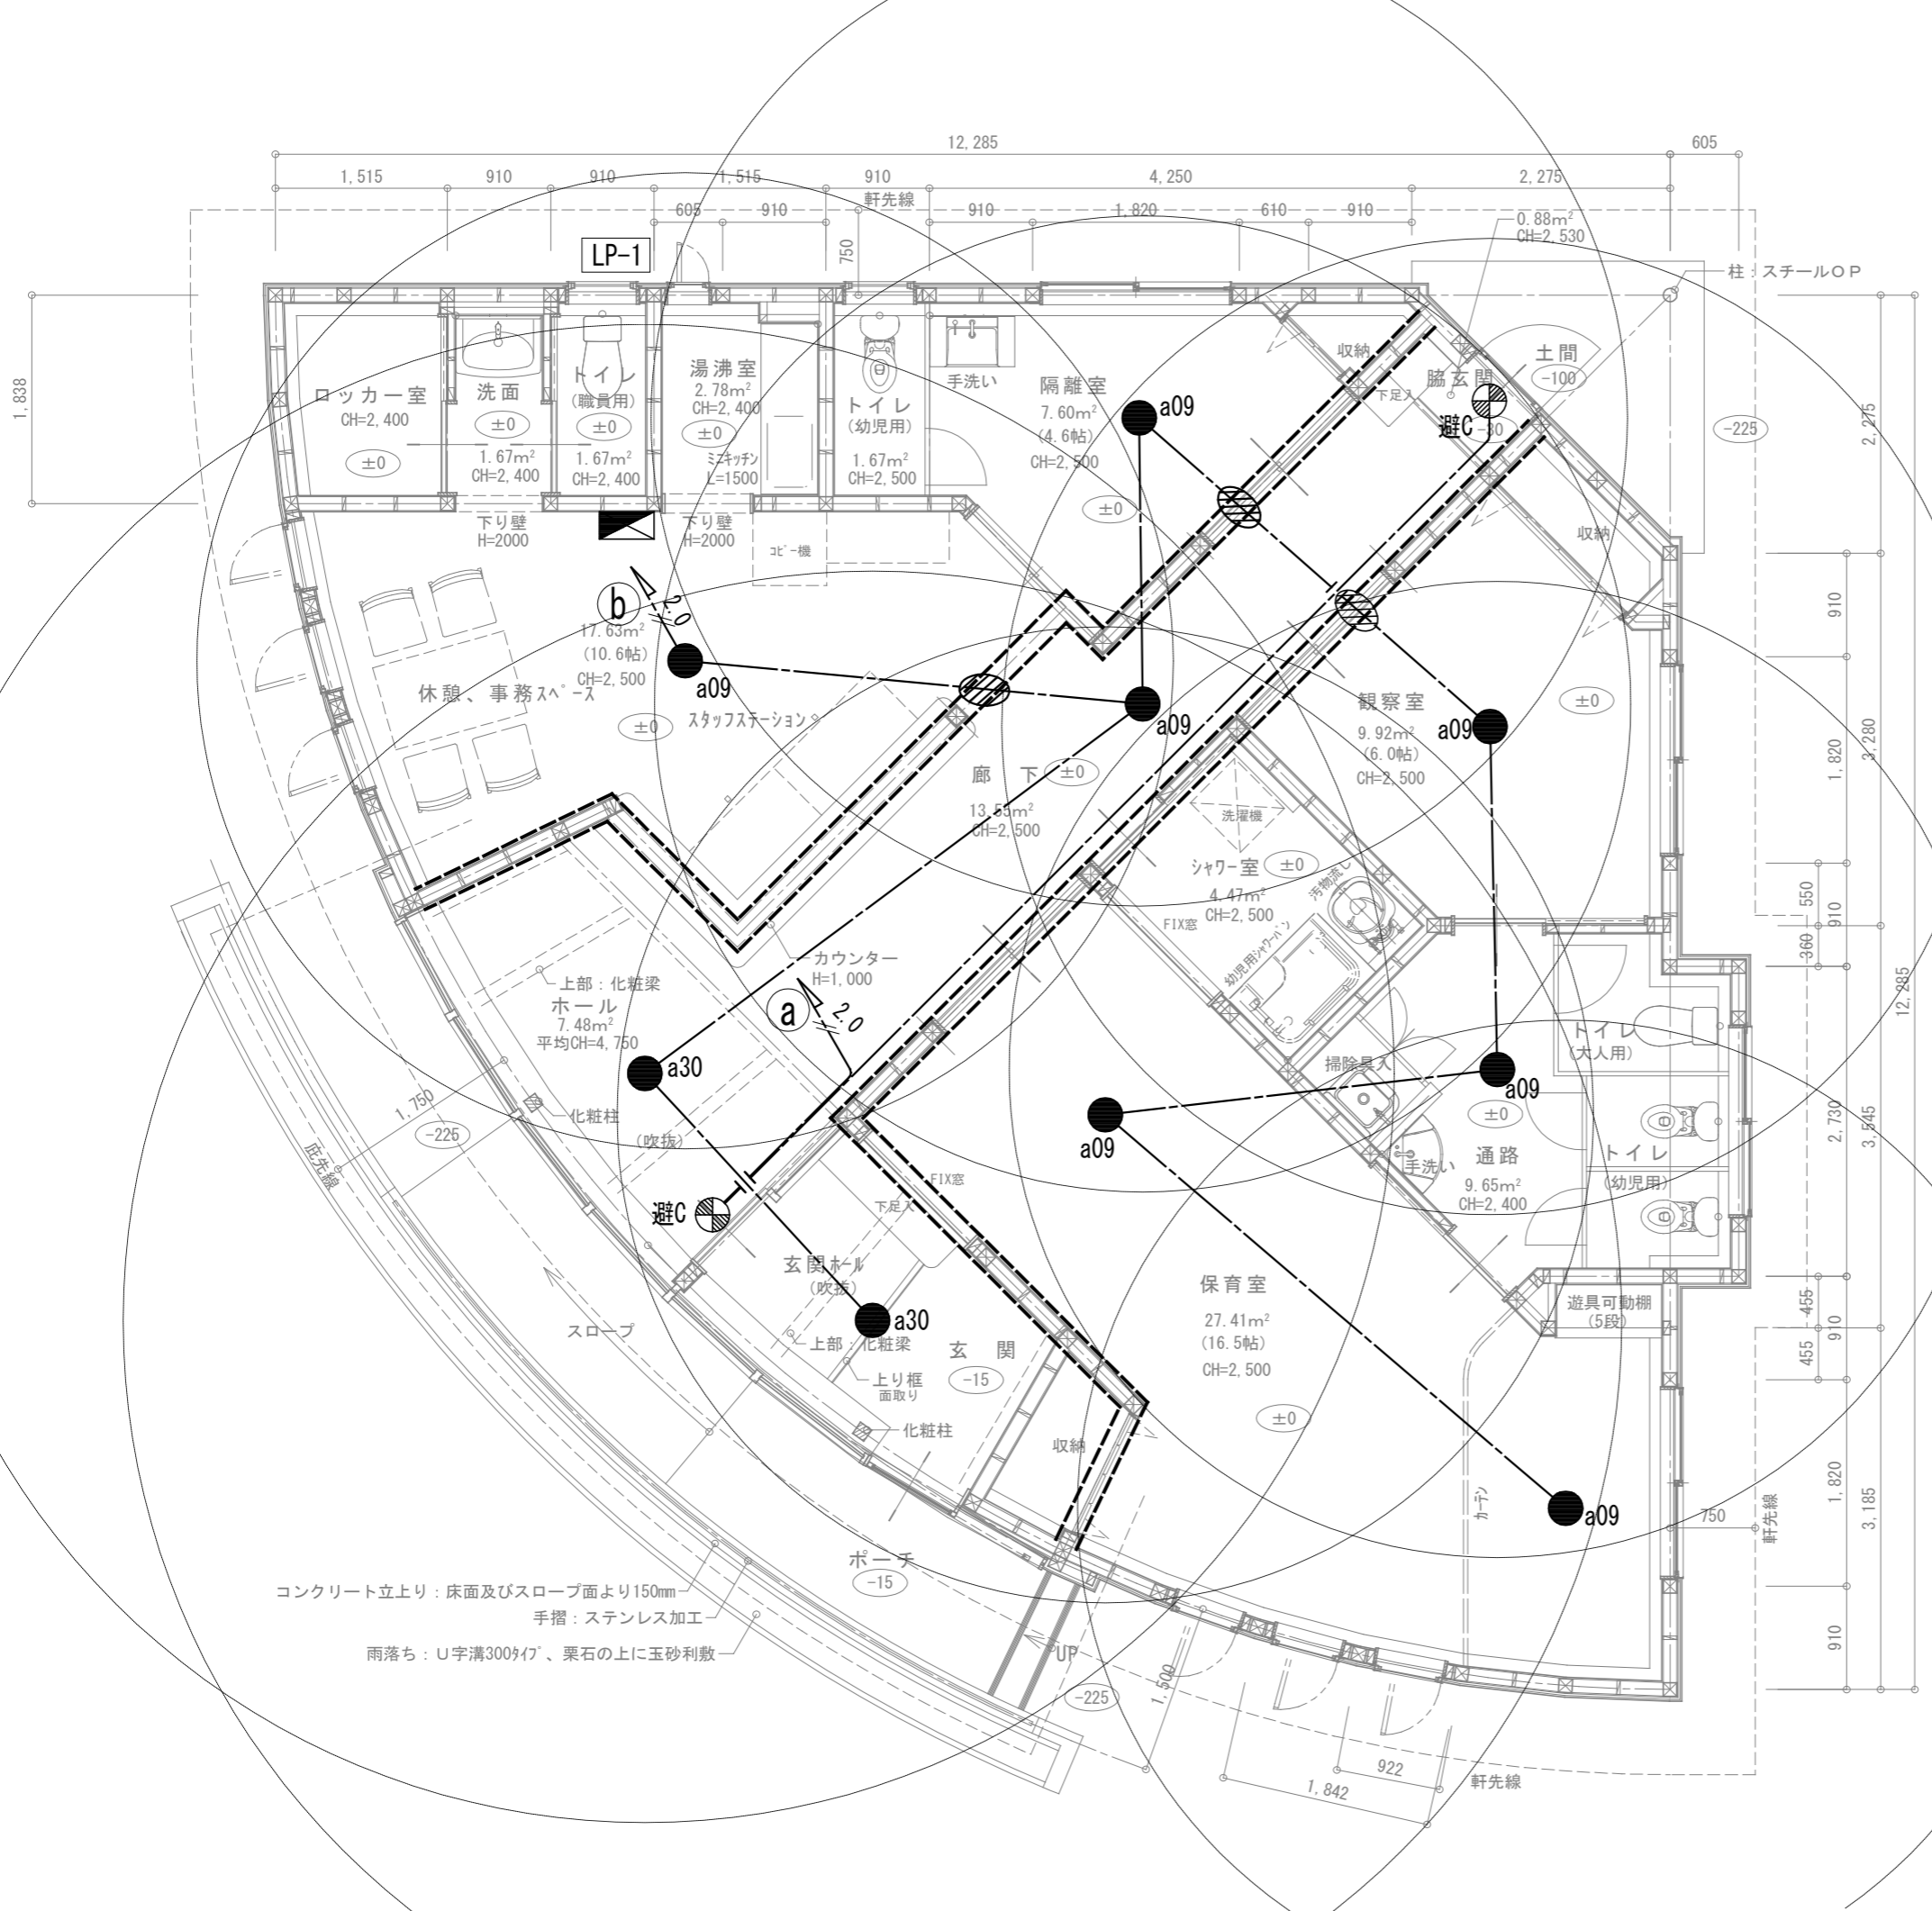 12,285
605
1,515
910
910
1,515
910
4,250
2,275
軒先線
605
910
910
1,820
610
910
750
0.88m²
CH=2,530
LP-1
柱：スチールＯＰ
1,838
ロッカー室
CH=2,400
±0
洗面
±0
1.67m²
CH=2,400
トイレ
(職員用)
±0
1.67m²
CH=2,400
湯沸室
2.78m²
CH=2,400
±0
ミニキッチン
L=1500
トイレ
(幼児用)
1.67m²
CH=2,500
手洗い
隔離室
7.60m²
(4.6帖)
CH=2,500
±0
a09
収納
下足入
脇玄関
土間
-100
避C
-30
-225
2,275
収納
下り壁
H=2000
下り壁
H=2000
コピー機
b
2.0
17.63m²
(10.6帖)
CH=2,500
a09
休憩、事務スペース
±0
スタッフステーション
a09
廊下
±0
13.55m²
CH=2,500
観察室
9.92m²
(6.0帖)
CH=2,500
a09
±0
910
1,820
3,280
550
910
360
洗濯機
シャワー室
±0
4.47m²
CH=2,500
FIX窓
汚物流し
幼児用シャワーパン
カウンター
H=1,000
上部：化粧梁
ホール
7.48m²
平均CH=4,750
a
2.0
a30
化粧柱
1,750
-225
庇先線
(吹抜)
避C
スロープ
FIX窓
下足入
玄関ホール
(吹抜)
a30
上部：化粧梁
上り框
面取り
化粧柱
玄関
-15
収納
a09
掃除具入
a09
±0
手洗い
通路
9.65m²
CH=2,400
トイレ
(大人用)
トイレ
(幼児用)
2,730
3,545
12,285
保育室
27.41m²
(16.5帖)
CH=2,500
±0
遊具可動棚
(5段)
455
910
455
カーテン
a09
750
軒先線
1,820
3,185
910
ポーチ
-15
コンクリート立上り：床面及びスロープ面より150mm
手摺：ステンレス加工
雨落ち：Ｕ字溝300タイプ、栗石の上に玉砂利敷
UP
-225
1,500
922
1,842
軒先線